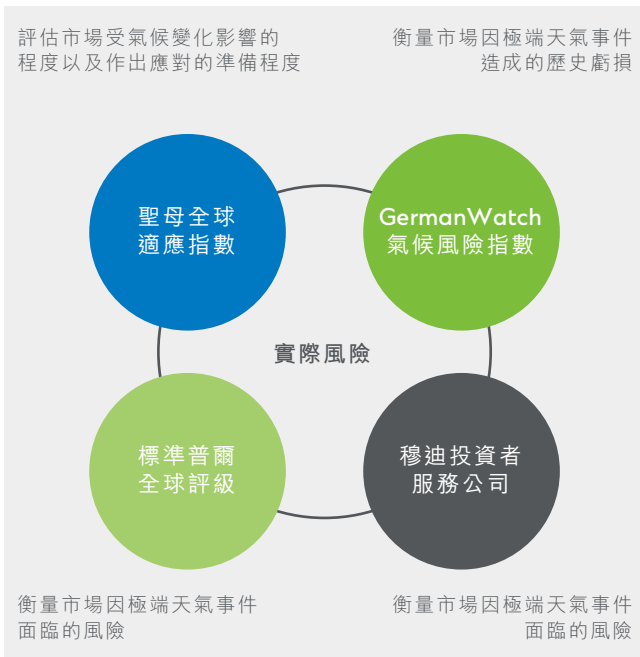 評估市場受氣候變化影響的
程度以及作出應對的準備程度
衡量市場因極端天氣事件
造成的歷史虧損
聖母全球
適應指數
GermanWatch
氣候風險指數
實際風險
標準普爾
全球評級
穆迪投資者
服務公司
衡量市場因極端天氣事件
面臨的風險
衡量市場因極端天氣事件
面臨的風險